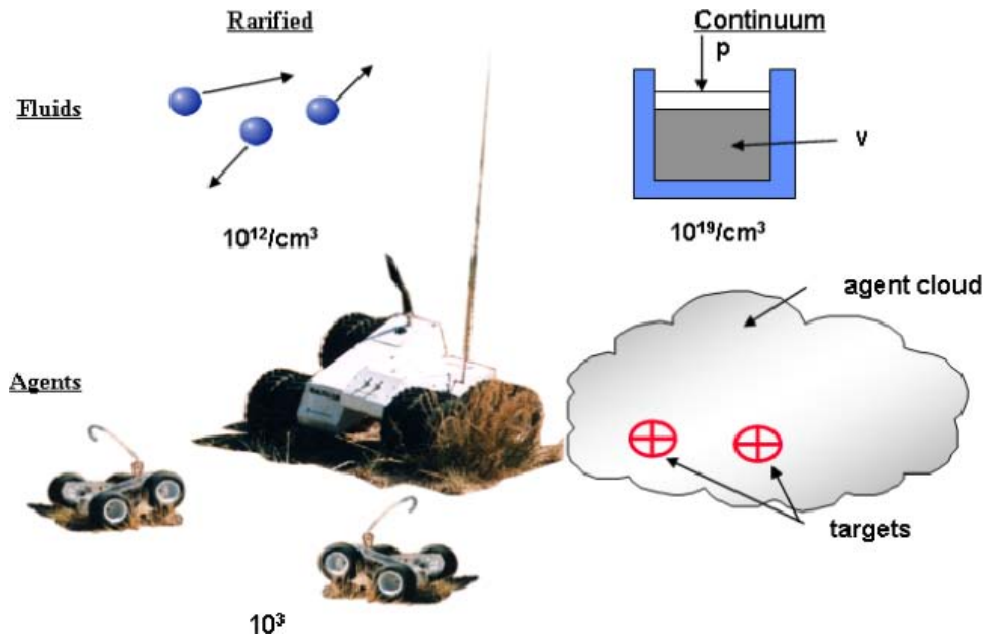 Rarified
Continuum
p
Fluids
v
10¹²/cm³
10¹⁹/cm³
agent cloud
Agents
targets
10³